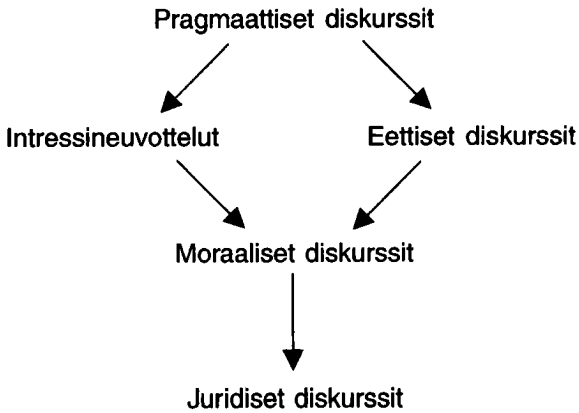 Pragmaattiset diskurssit
Intressineuvottelut
Eettiset diskurssit
Moraaliset diskurssit
Juridiset diskurssit